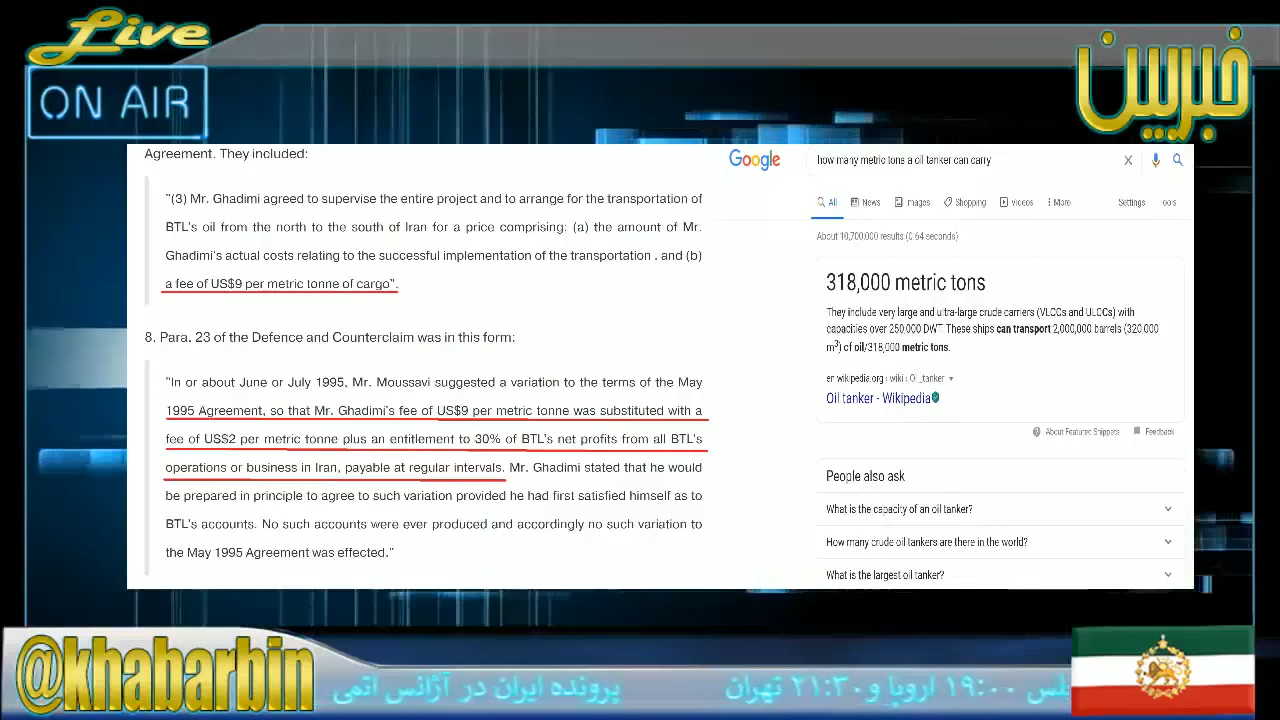 Live
ON AIR
خبربین
Agreement. They included:
"(3) Mr. Ghadimi agreed to supervise the entire project and to arrange for the transportation of
BTL's oil from the north to the south of Iran for a price comprising: (a) the amount of Mr.
Ghadimi's actual costs relating to the successful implementation of the transportation . and (b)
a fee of US$9 per metric tonne of cargo".
8. Para. 23 of the Defence and Counterclaim was in this form:
"In or about June or July 1995, Mr. Moussavi suggested a variation to the terms of the May
1995 Agreement, so that Mr. Ghadimi's fee of US$9 per metric tonne was substituted with a
fee of US$2 per metric tonne plus an entitlement to 30% of BTL's net profits from all BTL's
operations or business in Iran, payable at regular intervals. Mr. Ghadimi stated that he would
be prepared in principle to agree to such variation provided he had first satisfied himself as to
BTL's accounts. No such accounts were ever produced and accordingly no such variation to
the May 1995 Agreement was effected."
Google
how many metric tons a oil tanker can carry
All News Images Shopping Videos More Settings ools
About 10,700,000 results (0.64 seconds)
318,000 metric tons
They include very large and ultra-large crude carriers (VLCCs and ULCCs) with
capacities over 250,000 DWT. These ships can transport 2,000,000 barrels (320,000
m³) of oil/318,000 metric tons.
en.wikipedia.org › wiki › Oil_tanker
Oil tanker - Wikipedia
About Featured Snippets Feedback
People also ask
What is the capacity of an oil tanker?
How many crude oil tankers are there in the world?
What is the largest oil tanker?
@khabarbin
لس ۱۹:۰۰ اروپا و۲۱:۳۰ تهران
پرونده ایران در آژانس اتمی